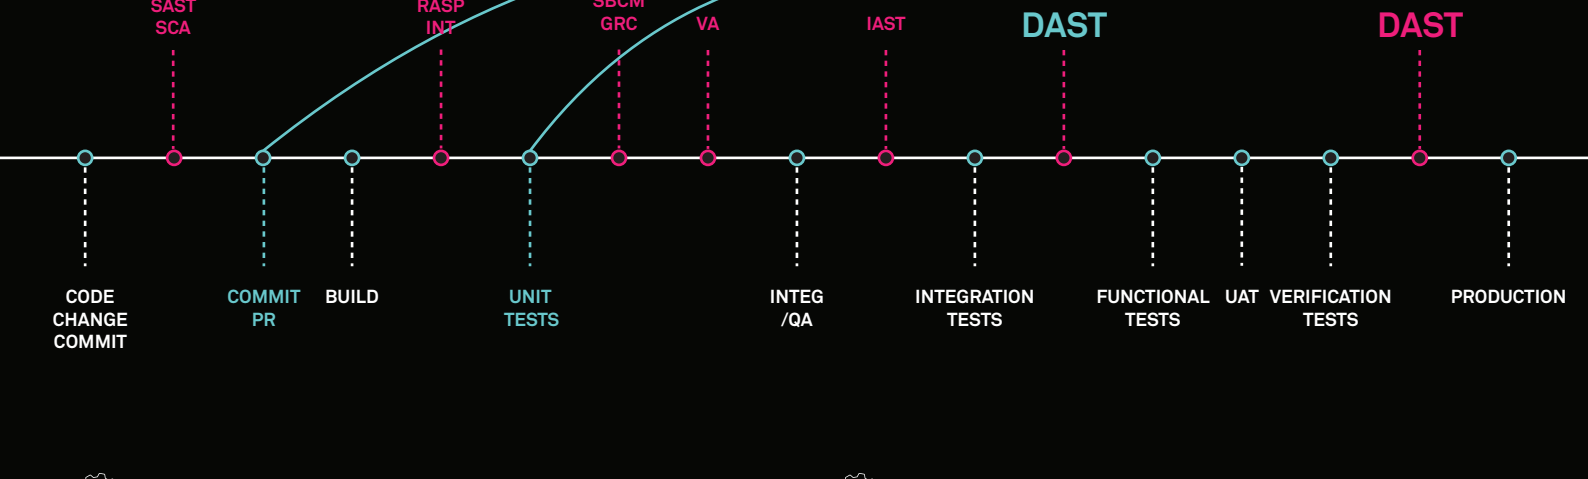 SAST
SCA
RASP
INT
SBCM
GRC
VA
IAST
DAST
DAST
CODE
CHANGE
COMMIT
COMMIT
PR
BUILD
UNIT
TESTS
INTEG
/QA
INTEGRATION
TESTS
FUNCTIONAL
TESTS
UAT
VERIFICATION
TESTS
PRODUCTION